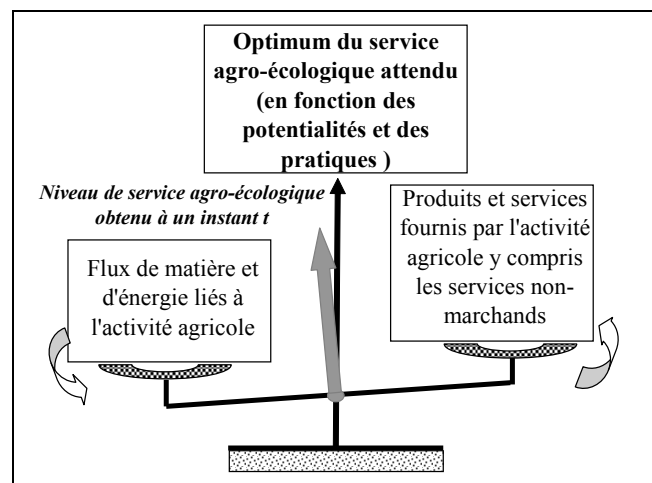 Optimum du service
agro-écologique attendu
(en fonction des
potentialités et des
pratiques )
Niveau de service agro-écologique
obtenu à un instant t
Flux de matière et
d'énergie liés à
l'activité agricole
Produits et services
fournis par l'activité
agricole y compris
les services non-
marchands